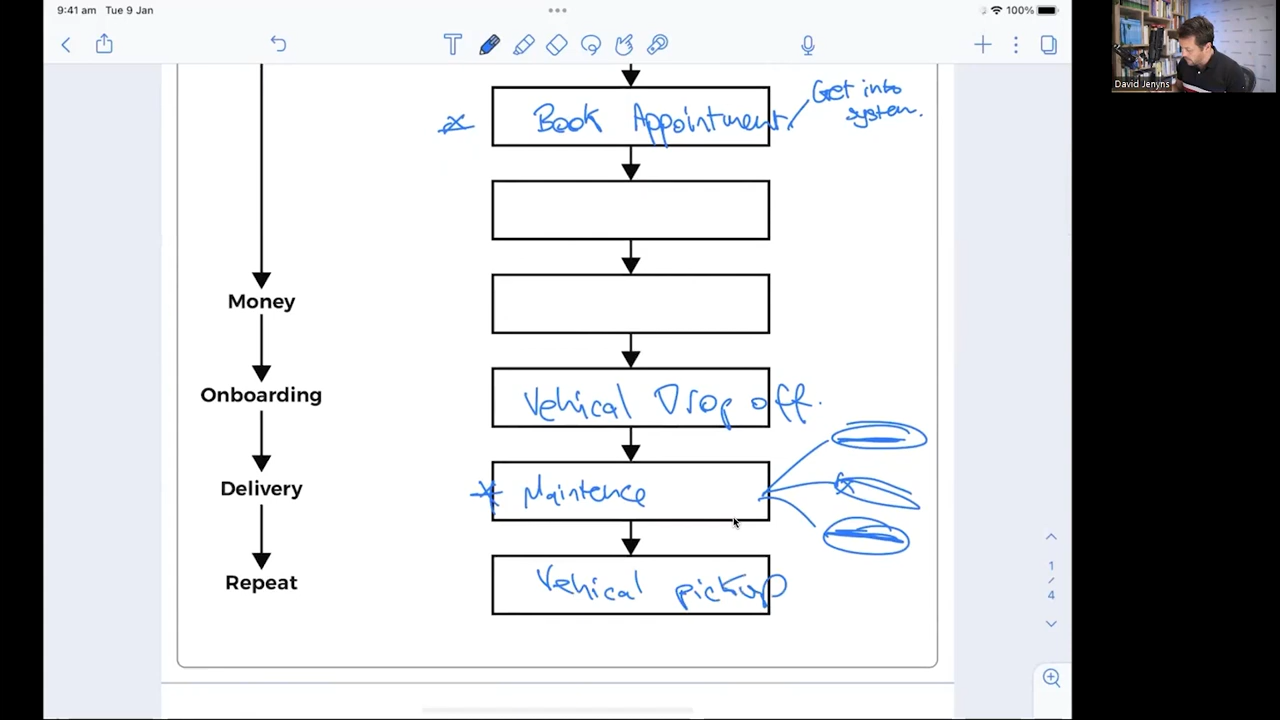 9:41 am Tue 9 Jan
100%
T
David Jenyns
Get into
system.
Book Appointment
Money
Onboarding
Vehical Drop off.
Delivery
Maintence
Repeat
Vehical pickup
1
/
4